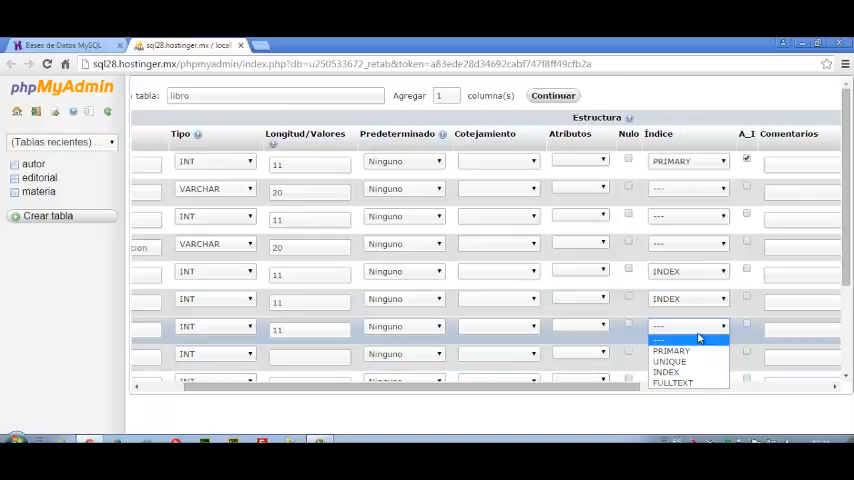 Bases de Datos MySQL
sql28.hostinger.mx / local
sql28.hostinger.mx/phpmyadmin/index.php?db=u250533672_retab&token=a83ede28d34692cabf747f8ff49cfb2a
phpMyAdmin
(Tablas recientes) ...
autor
editorial
materia
Crear tabla
a tabla: libro Agregar 1 columna(s) Continuar
Estructura
Tipo Longitud/Valores Predeterminado Cotejamiento Atributos Nulo Índice A_I Comentarios
INT 11 Ninguno PRIMARY
VARCHAR 20 Ninguno ---
INT 11 Ninguno ---
cion VARCHAR 20 Ninguno ---
INT 11 Ninguno INDEX
INT 11 Ninguno INDEX
INT 11 Ninguno ---
---
INT Ninguno PRIMARY
UNIQUE
INDEX
INT Ninguno FULLTEXT
ES